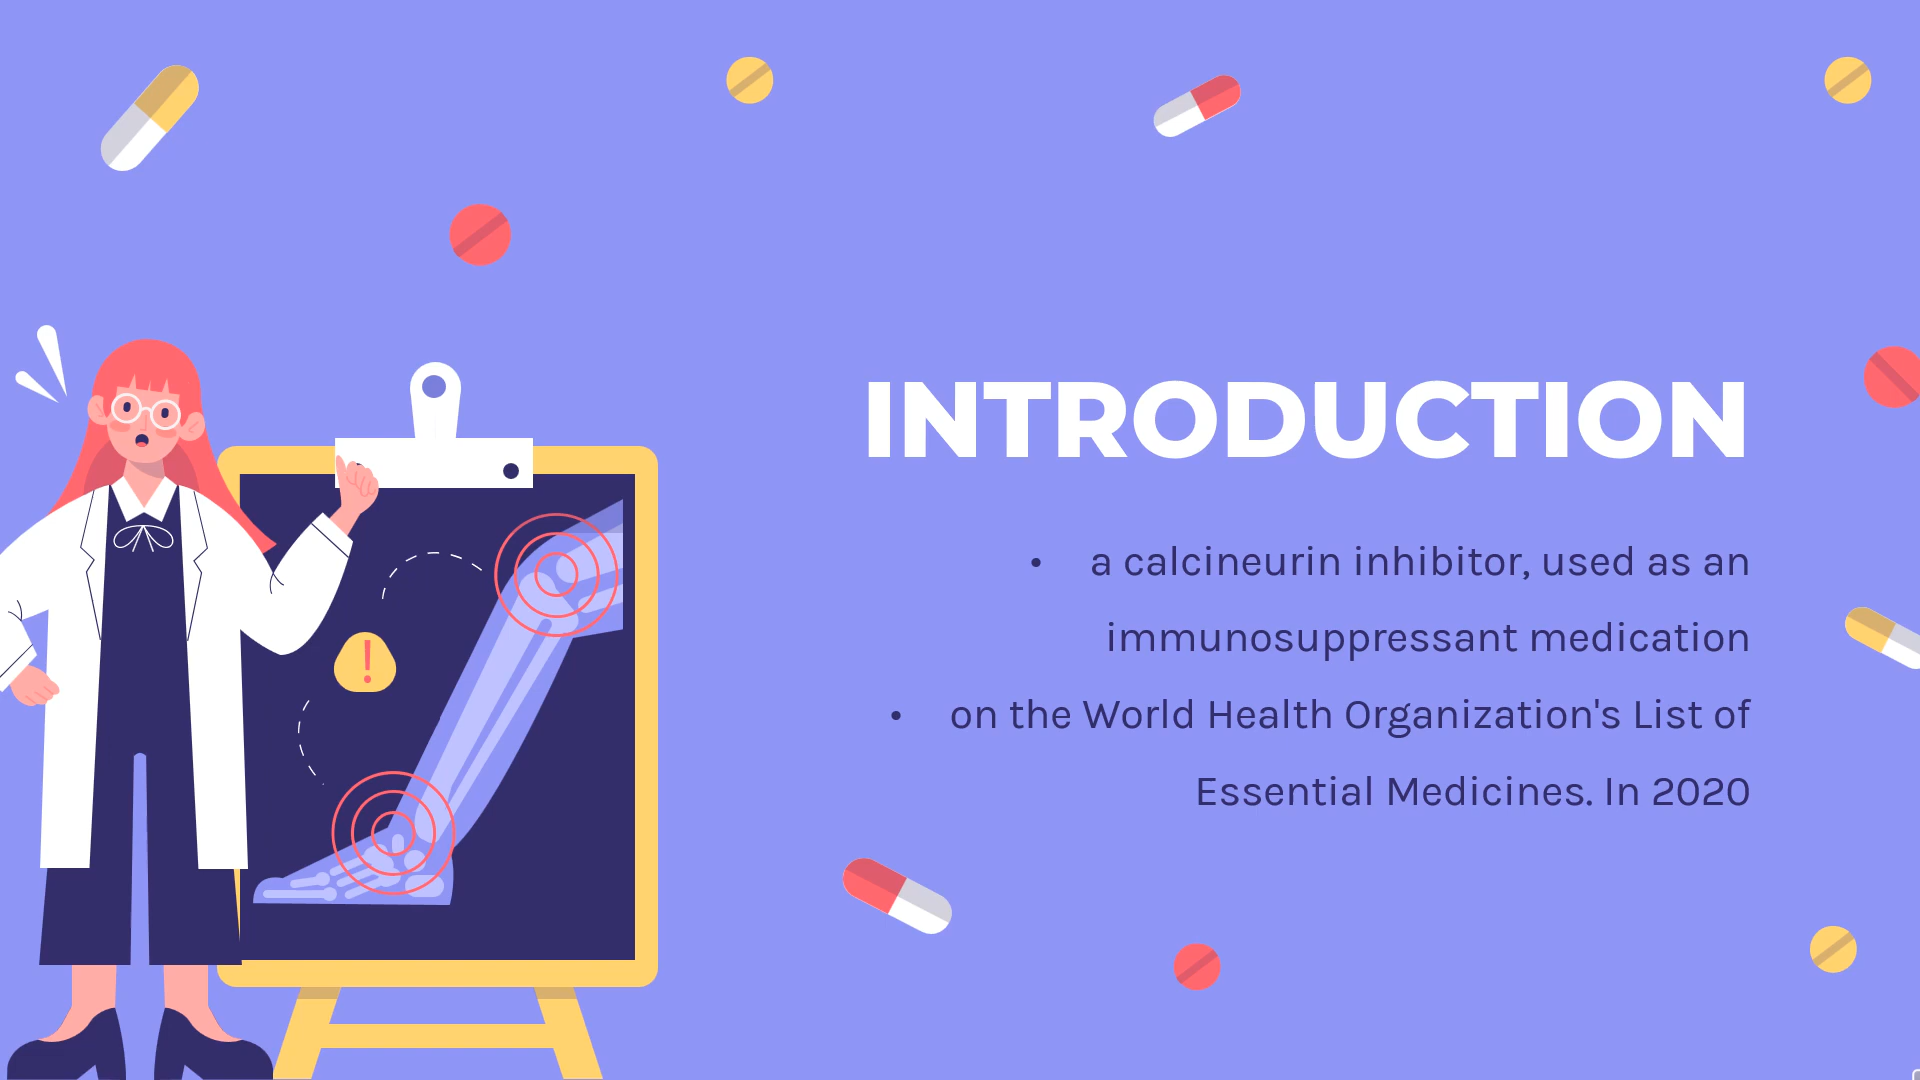 INTRODUCTION
• a calcineurin inhibitor, used as an
immunosuppressant medication
• on the World Health Organization's List of
Essential Medicines. In 2020